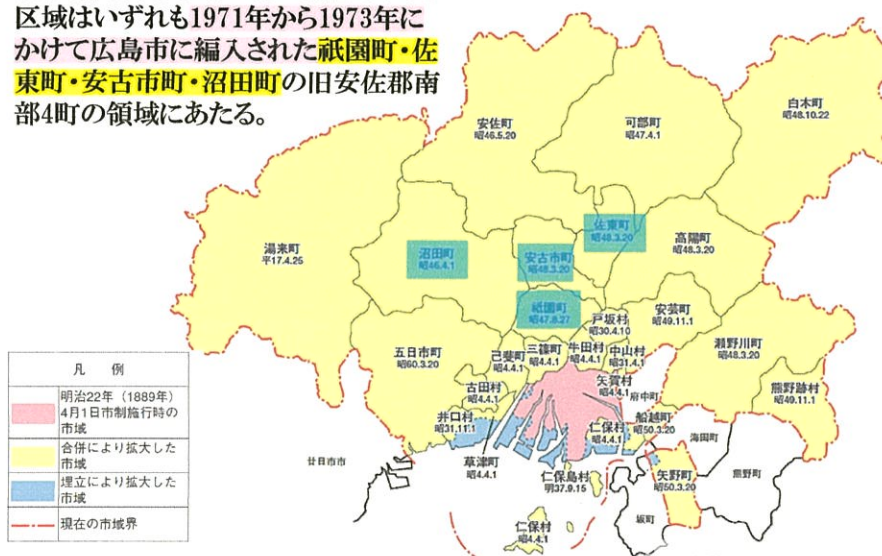 区域はいずれも1971年から1973年に
かけて広島市に編入された祇園町・佐
東町・安古市町・沼田町の旧安佐郡南
部4町の領域にあたる。
白木町
昭48.10.22
安佐町
昭46.5.20
可部町
昭47.4.1
佐東町
昭48.3.20
湯来町
平17.4.25
沼田町
昭46.4.1
安古市町
昭48.3.20
高陽町
昭48.3.20
祇園町
昭47.8.27
戸坂村
昭30.4.10
安芸町
昭49.11.1
瀬野川町
昭48.3.20
五日市町
昭60.3.20
己斐町
昭4.4.1
三篠町
昭4.4.1
牛田村
昭4.4.1
中山村
昭31.4.1
古田村
昭4.4.1
矢賀村
昭4.4.1
府中町
熊野跡村
昭49.11.1
井口村
昭31.11.1
仁保村
昭4.4.1
船越町
昭50.3.20
海田町
廿日市市
草津町
昭4.4.1
仁保島村
明37.9.15
矢野町
昭50.3.20
熊野町
坂町
仁保村
昭4.4.1
凡 例
明治22年(1889年)
4月1日市制施行時の
市域
合併により拡大した
市域
埋立により拡大した
市域
現在の市域界